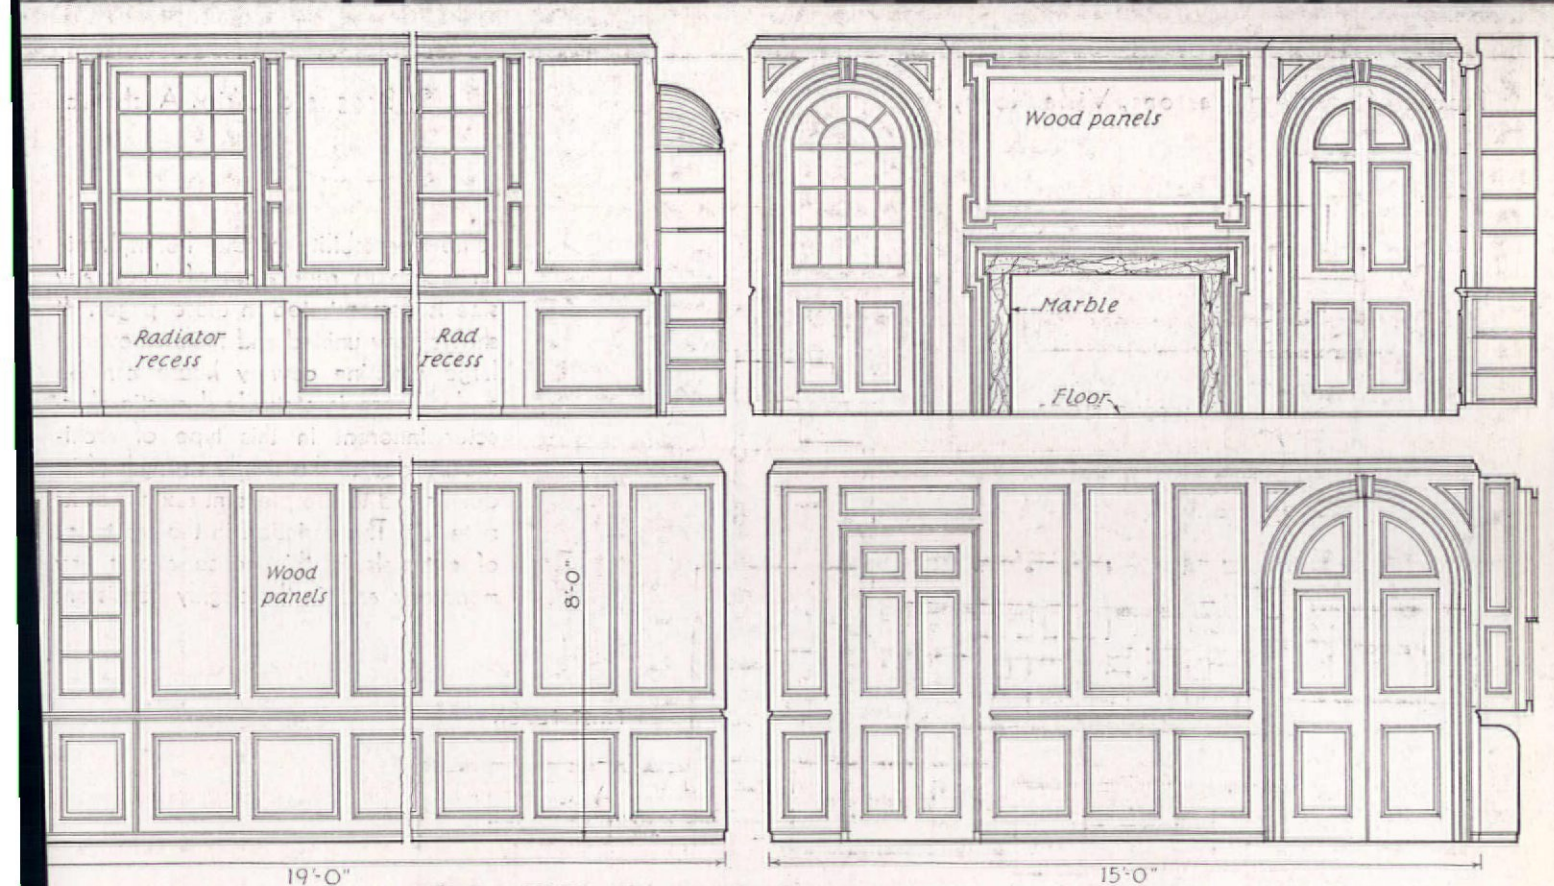 Wood panels
Radiator
recess
Rad
recess
Marble
Floor
Wood
panels
8'-0"
19'-0"
15'-0"